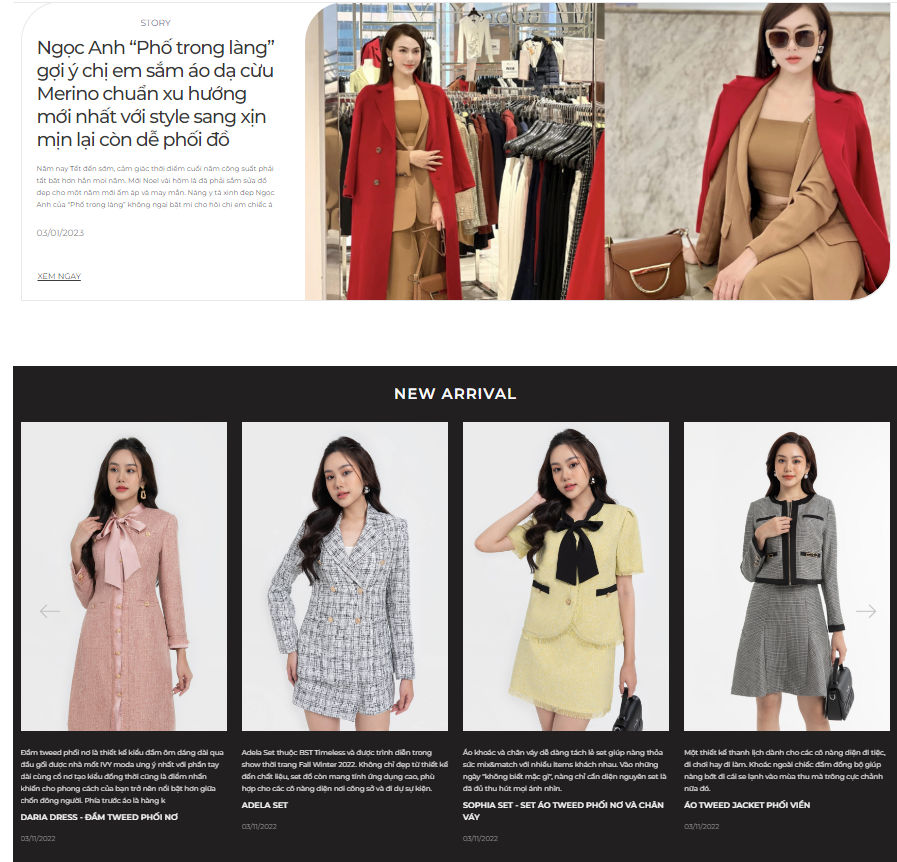 STORY
Ngọc Anh “Phố trong làng”
gợi ý chị em sắm áo dạ cừu
Merino chuẩn xu hướng
mới nhất với style sang xịn
mịn lại còn dễ phối đồ
Năm nay Tết đến sớm, cảm giác thời điểm cuối năm công suất phải
tất bật hơn hẳn mọi năm. Mới Noel vài hôm là đã phải sắm sửa đồ
đẹp cho một năm mới ấm áp và may mắn. Nàng y tá xinh đẹp Ngọc
Anh của “Phố trong làng” không ngại bật mí cho hội chị em chiếc á
03/01/2023
XEM NGAY
NEW ARRIVAL
Đầm tweed phối nơ là thiết kế kiểu đầm ôm dáng dài qua
đầu gối được nhà mốt IVY moda ưng ý nhất với phần tay
dài cùng cổ nơ tạo kiểu đồng thời cũng là điểm nhấn
khiến cho phong cách của bạn trở nên nổi bật hơn giữa
chốn đông người. Phía trước áo là hàng k
DARIA DRESS - ĐẦM TWEED PHỐI NƠ
03/11/2022
Adela Set thuộc BST Timeless và được trình diễn trong
show thời trang Fall Winter 2022. Không chỉ đẹp từ thiết kế
đến chất liệu, set đồ còn mang tính ứng dụng cao, phù
hợp cho các cô nàng diện nơi công sở và đi dự sự kiện.
ADELA SET
03/11/2022
Áo khoác và chân váy dễ dàng tách lẻ set giúp nàng thỏa
sức mix&match với nhiều items khách nhau. Vào những
ngày “không biết mặc gì”, nàng chỉ cần diện nguyên set là
đã đủ thu hút mọi ánh nhìn.
SOPHIA SET - SET ÁO TWEED PHỐI NƠ VÀ CHÂN
VÁY
03/11/2022
Một thiết kế thanh lịch dành cho các cô nàng diện đi tiệc,
đi chơi hay đi làm. Khoác ngoài chiếc đầm đồng bộ giúp
nàng bớt đi cái se lạnh vào mùa thu mà trông cực chảnh
nữa đó.
ÁO TWEED JACKET PHỐI VIỀN
03/11/2022